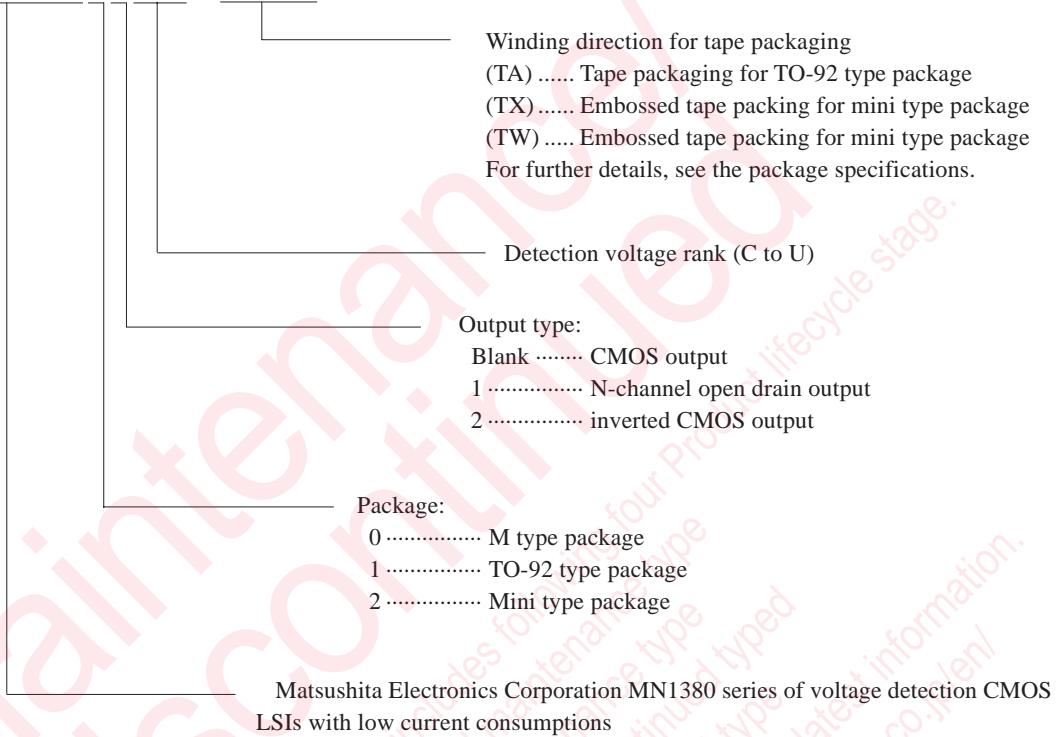 Winding direction for tape packaging
(TA) ...... Tape packaging for TO-92 type package
(TX) ...... Embossed tape packing for mini type package
(TW) ..... Embossed tape packing for mini type package
For further details, see the package specifications.
Detection voltage rank (C to U)
Output type:
Blank ········ CMOS output
1 ················ N-channel open drain output
2 ················ inverted CMOS output
Package:
0 ················ M type package
1 ················ TO-92 type package
2 ················ Mini type package
Matsushita Electronics Corporation MN1380 series of voltage detection CMOS
LSIs with low current consumptions